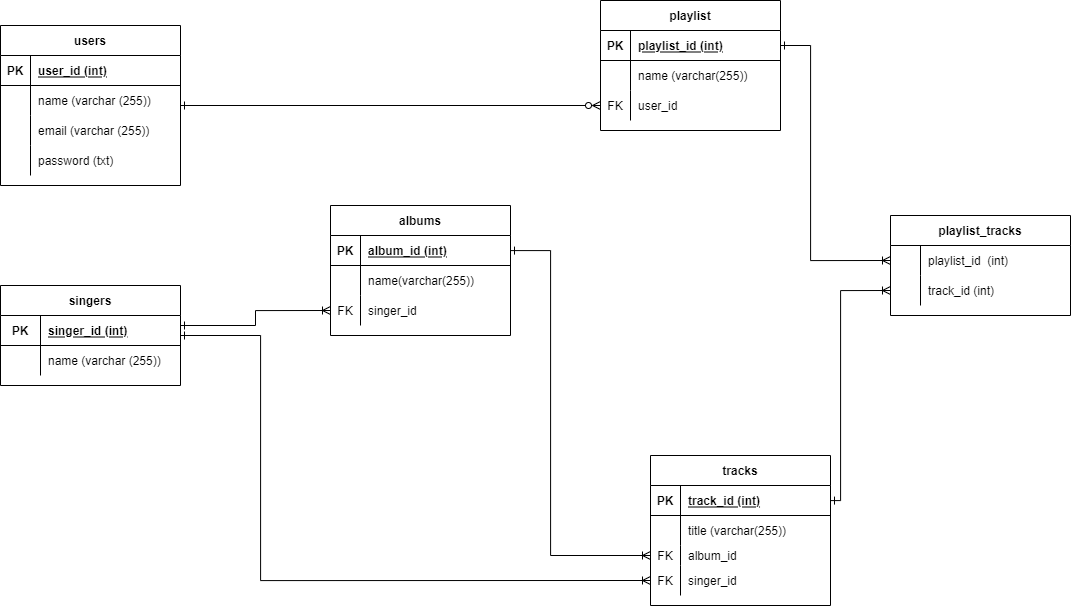 users
PK user_id (int)
name (varchar (255))
email (varchar (255))
password (txt)
playlist
PK playlist_id (int)
name (varchar(255))
FK user_id
albums
PK album_id (int)
name(varchar(255))
FK singer_id
playlist_tracks
playlist_id (int)
track_id (int)
singers
PK singer_id (int)
name (varchar (255))
tracks
PK track_id (int)
title (varchar(255))
FK album_id
FK singer_id